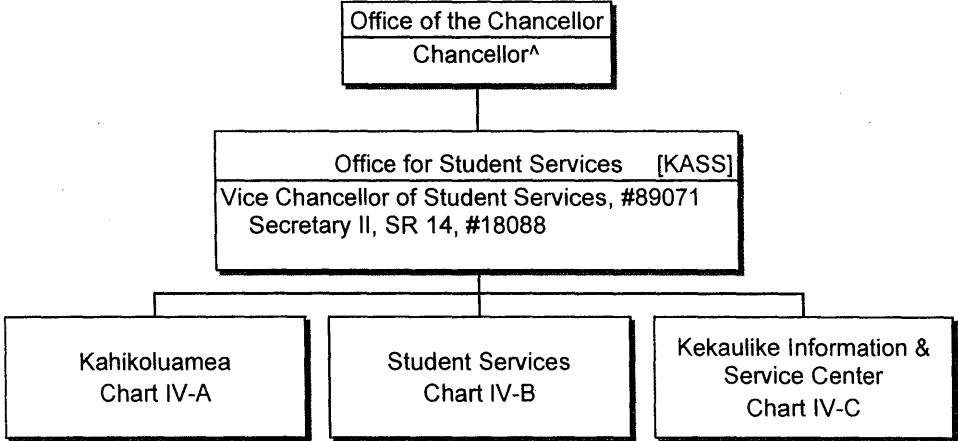 Office of the Chancellor
Chancellor^
Office for Student Services [KASS]
Vice Chancellor of Student Services, #89071
Secretary II, SR 14, #18088
Kahikoluamea
Chart IV-A
Student Services
Chart IV-B
Kekaulike Information &
Service Center
Chart IV-C